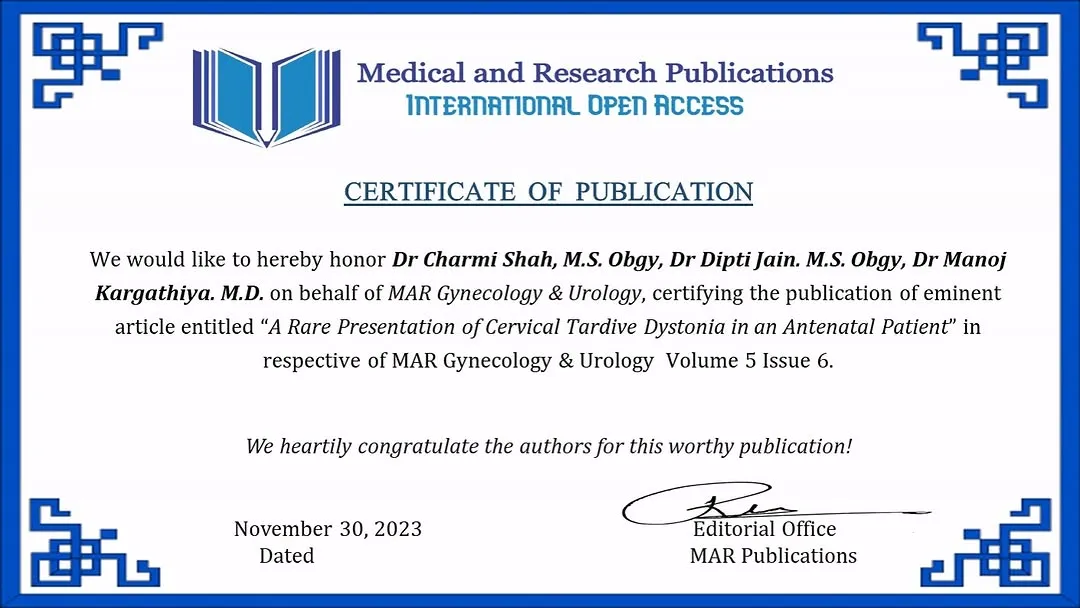 Medical and Research Publications
International Open Access
CERTIFICATE OF PUBLICATION
We would like to hereby honor Dr Charmi Shah, M.S. Obgy, Dr Dipti Jain. M.S. Obgy, Dr Manoj
Kargathiya. M.D. on behalf of MAR Gynecology & Urology, certifying the publication of eminent
article entitled “A Rare Presentation of Cervical Tardive Dystonia in an Antenatal Patient” in
respective of MAR Gynecology & Urology Volume 5 Issue 6.
We heartily congratulate the authors for this worthy publication!
November 30, 2023
Dated
Editorial Office
MAR Publications